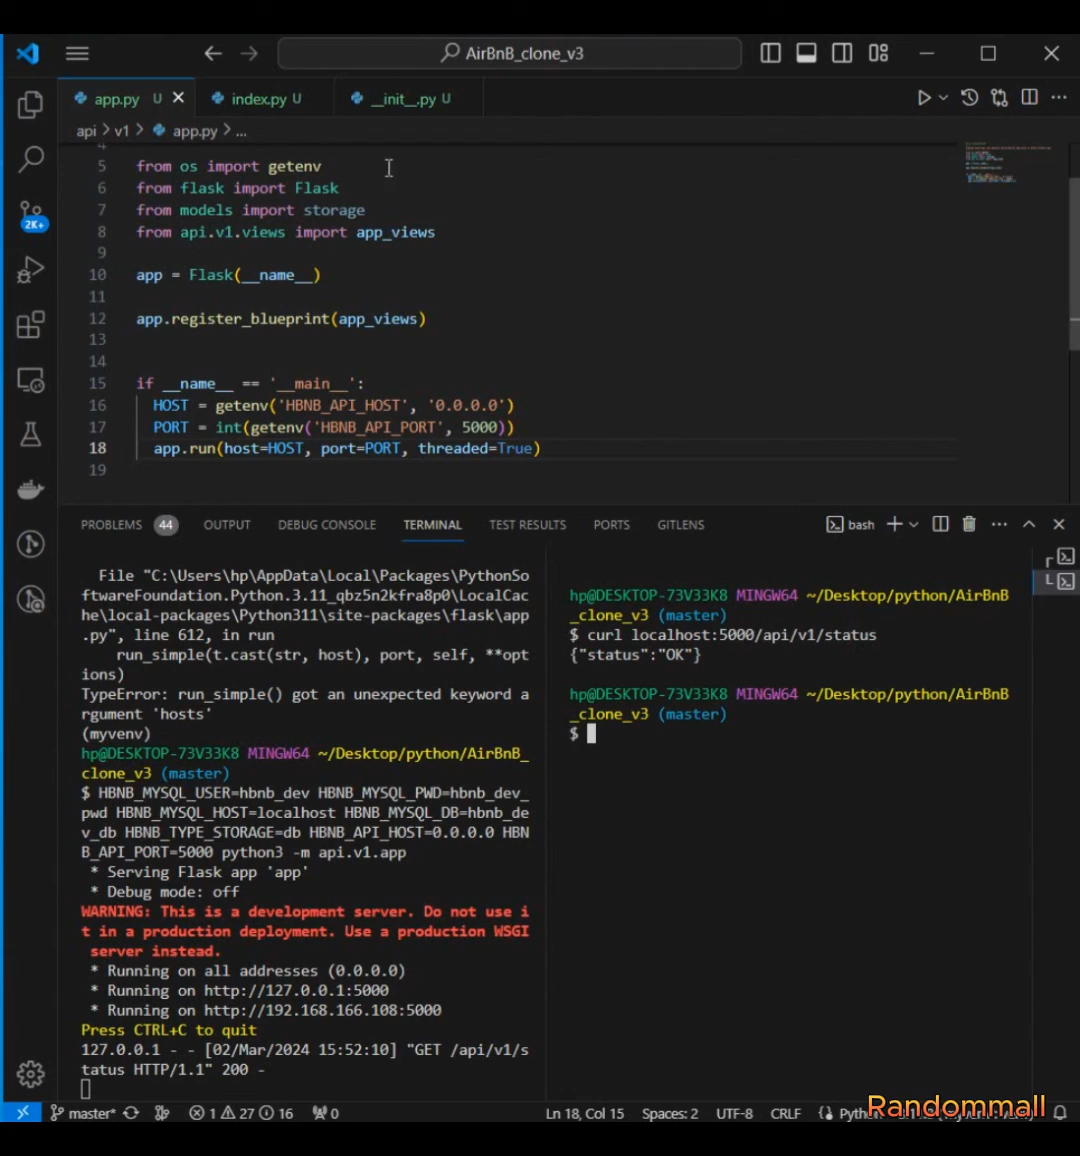 AirBnB_clone_v3
app.py U
index.py U
__init__.py U
api > v1 > app.py > ...
2K+
4
5 from os import getenv
6 from flask import Flask
7 from models import storage
8 from api.v1.views import app_views
9
10 app = Flask(__name__)
11
12 app.register_blueprint(app_views)
13
14
15 if __name__ == '__main__':
16 HOST = getenv('HBNB_API_HOST', '0.0.0.0')
17 PORT = int(getenv('HBNB_API_PORT', 5000))
18 app.run(host=HOST, port=PORT, threaded=True)
19
PROBLEMS 44 OUTPUT DEBUG CONSOLE TERMINAL TEST RESULTS PORTS GITLENS
bash
File "C:\Users\hp\AppData\Local\Packages\PythonSo
ftwareFoundation.Python.3.11_qbz5n2kfra8p0\LocalCac
he\local-packages\Python311\site-packages\flask\app
.py", line 612, in run
run_simple(t.cast(str, host), port, self, **opt
ions)
TypeError: run_simple() got an unexpected keyword a
rgument 'hosts'
(myvenv)
hp@DESKTOP-73V33K8 MINGW64 ~/Desktop/python/AirBnB_
clone_v3 (master)
$ HBNB_MYSQL_USER=hbnb_dev HBNB_MYSQL_PWD=hbnb_dev_
pwd HBNB_MYSQL_HOST=localhost HBNB_MYSQL_DB=hbnb_de
v_db HBNB_TYPE_STORAGE=db HBNB_API_HOST=0.0.0.0 HBN
B_API_PORT=5000 python3 -m api.v1.app
* Serving Flask app 'app'
* Debug mode: off
WARNING: This is a development server. Do not use i
t in a production deployment. Use a production WSGI
server instead.
* Running on all addresses (0.0.0.0)
* Running on http://127.0.0.1:5000
* Running on http://192.168.166.108:5000
Press CTRL+C to quit
127.0.0.1 - - [02/Mar/2024 15:52:10] "GET /api/v1/s
tatus HTTP/1.1" 200 -
hp@DESKTOP-73V33K8 MINGW64 ~/Desktop/python/AirBnB
_clone_v3 (master)
$ curl localhost:5000/api/v1/status
{"status":"OK"}
hp@DESKTOP-73V33K8 MINGW64 ~/Desktop/python/AirBnB
_clone_v3 (master)
$
master* 1 27 16 0 Ln 18, Col 15 Spaces: 2 UTF-8 CRLF
Randommall